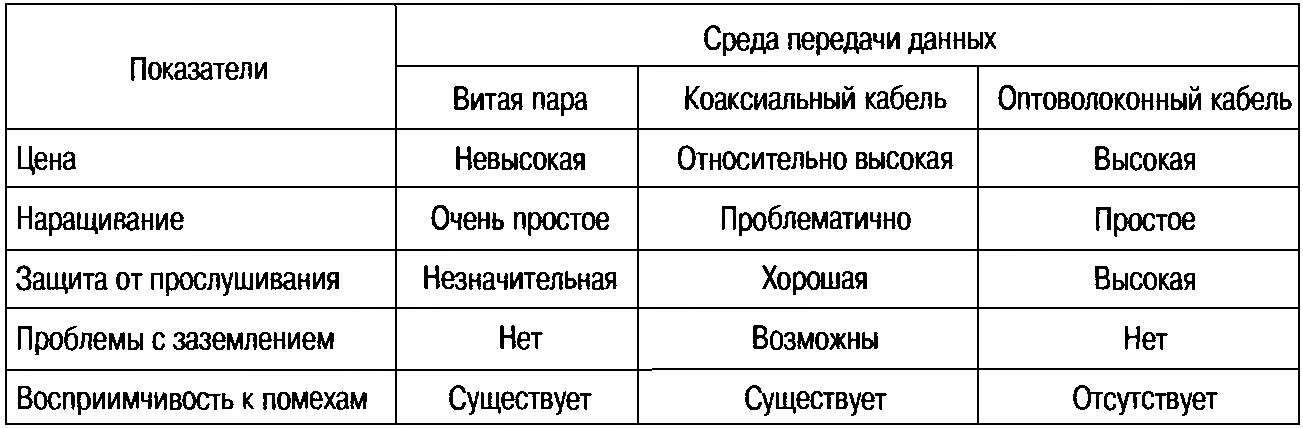 Показатели
Среда передачи данных
Витая пара
Коаксиальный кабель
Оптоволоконный кабель
Цена
Невысокая
Относительно высокая
Высокая
Наращивание
Очень простое
Проблематично
Простое
Защита от прослушивания
Незначительная
Хорошая
Высокая
Проблемы с заземлением
Нет
Возможны
Нет
Восприимчивость к помехам
Существует
Существует
Отсутствует